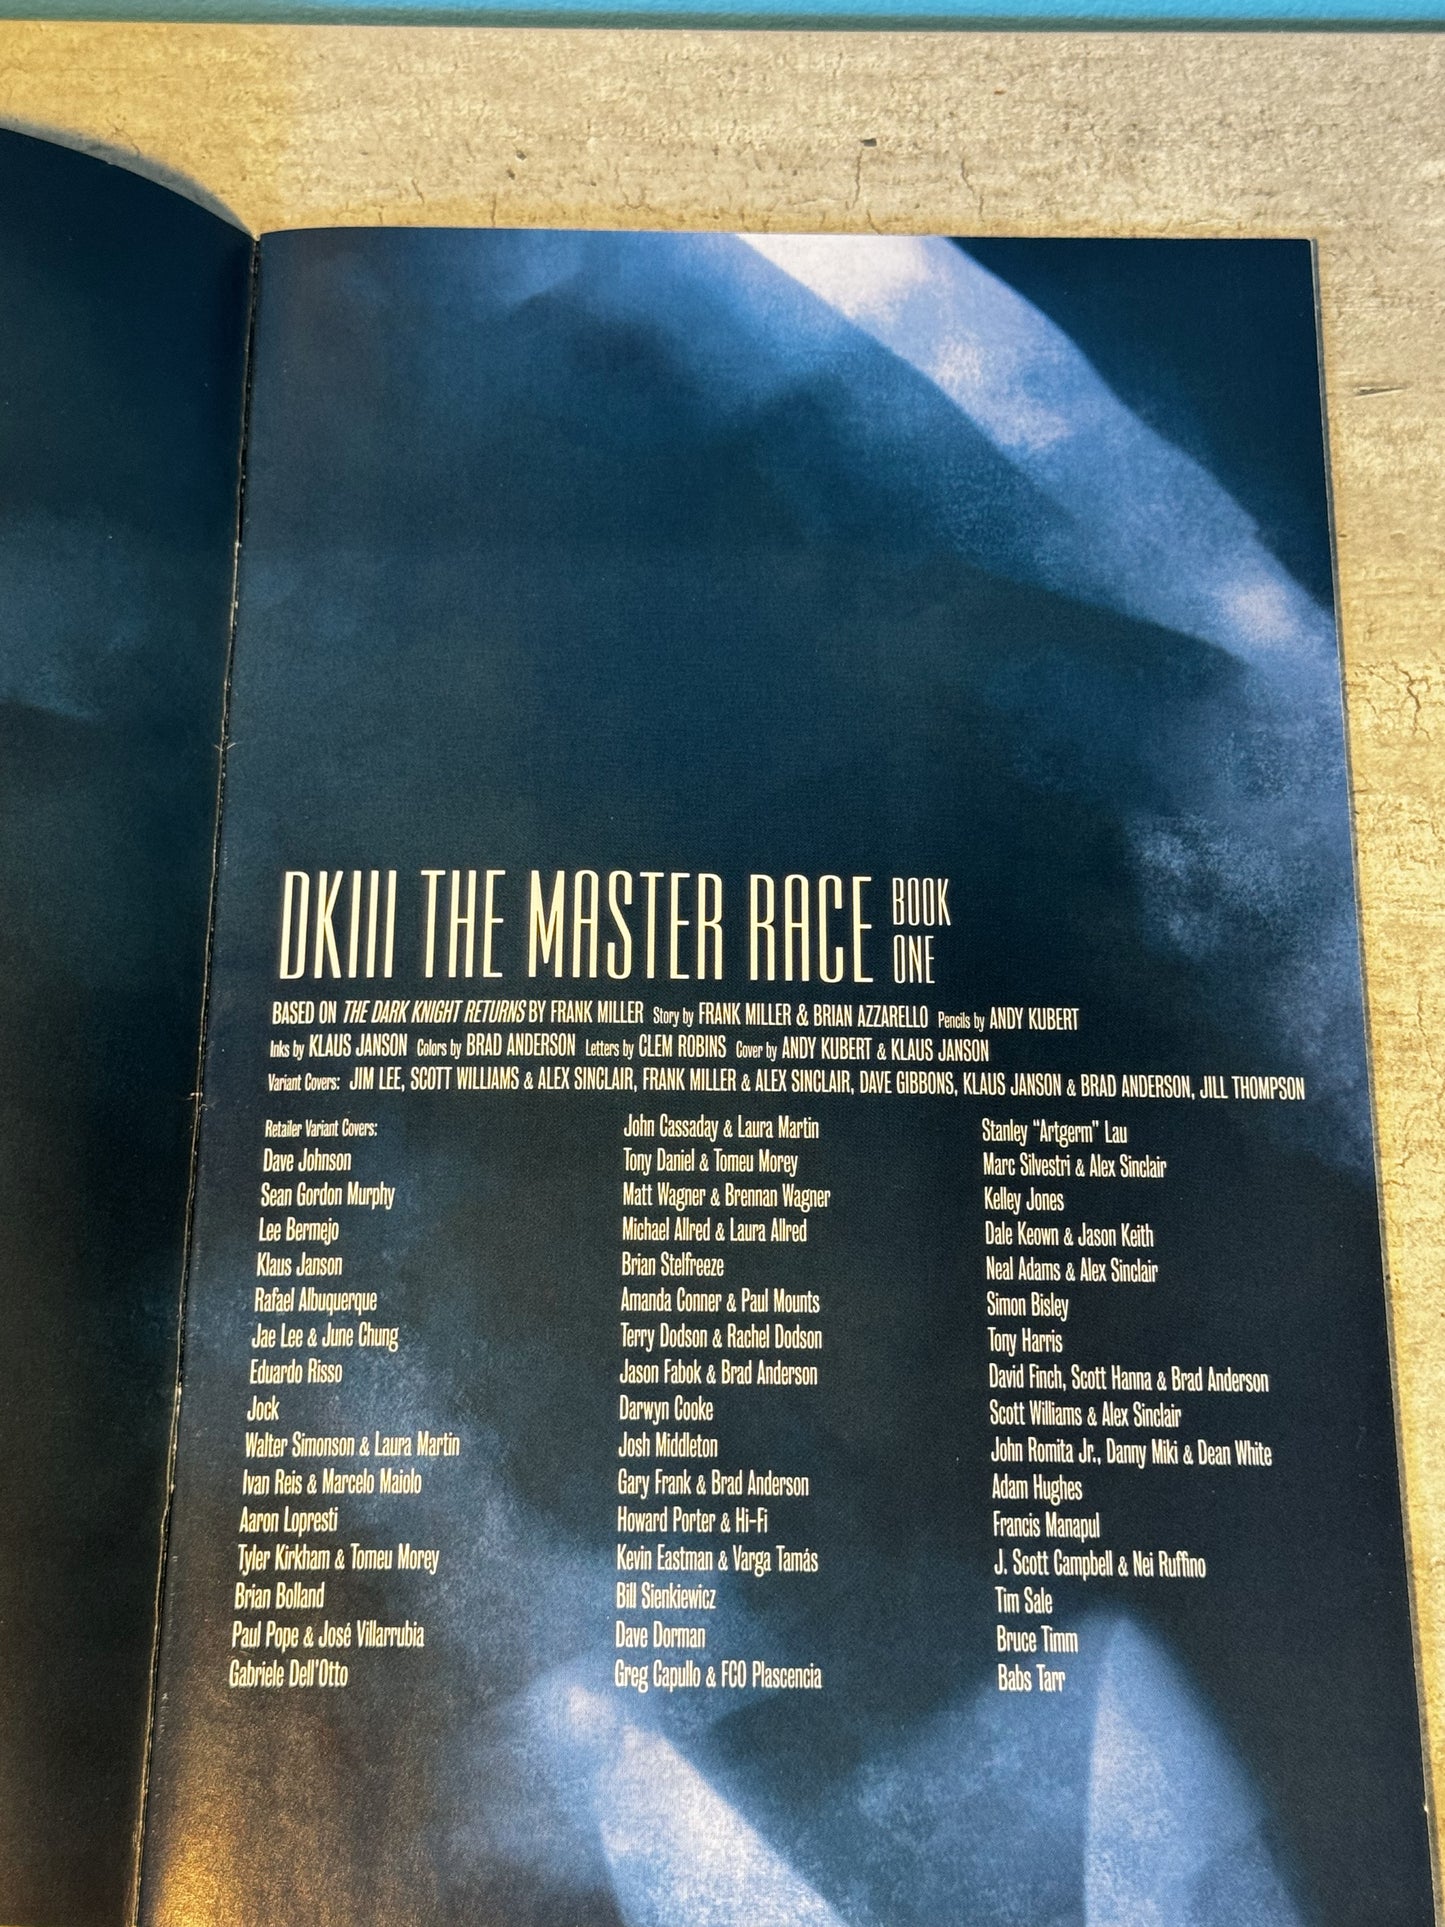 DKIII THE MASTER RACE BOOK ONE
BASED ON THE DARK KNIGHT RETURNS BY FRANK MILLER Story by FRANK MILLER & BRIAN AZZARELLO Pencils by ANDY KUBERT
Inks by KLAUS JANSON Colors by BRAD ANDERSON Letters by CLEM ROBINS Cover by ANDY KUBERT & KLAUS JANSON
Variant Covers: JIM LEE, SCOTT WILLIAMS & ALEX SINCLAIR, FRANK MILLER & ALEX SINCLAIR, DAVE GIBBONS, KLAUS JANSON & BRAD ANDERSON, JILL THOMPSON
Retailer Variant Covers:
Dave Johnson
Sean Gordon Murphy
Lee Bermejo
Klaus Janson
Rafael Albuquerque
Jae Lee & June Chung
Eduardo Risso
Jock
Walter Simonson & Laura Martin
Ivan Reis & Marcelo Maiolo
Aaron Lopresti
Tyler Kirkham & Tomeu Morey
Brian Bolland
Paul Pope & José Villarrubia
Gabriele Dell'Otto
John Cassaday & Laura Martin
Tony Daniel & Tomeu Morey
Matt Wagner & Brennan Wagner
Michael Allred & Laura Allred
Brian Stelfreeze
Amanda Conner & Paul Mounts
Terry Dodson & Rachel Dodson
Jason Fabok & Brad Anderson
Darwyn Cooke
Josh Middleton
Gary Frank & Brad Anderson
Howard Porter & Hi-Fi
Kevin Eastman & Varga Tamás
Bill Sienkiewicz
Dave Dorman
Greg Capullo & FCO Plascencia
Stanley "Artgerm" Lau
Marc Silvestri & Alex Sinclair
Kelley Jones
Dale Keown & Jason Keith
Neal Adams & Alex Sinclair
Simon Bisley
Tony Harris
David Finch, Scott Hanna & Brad Anderson
Scott Williams & Alex Sinclair
John Romita Jr., Danny Miki & Dean White
Adam Hughes
Francis Manapul
J. Scott Campbell & Nei Ruffino
Tim Sale
Bruce Timm
Babs Tarr